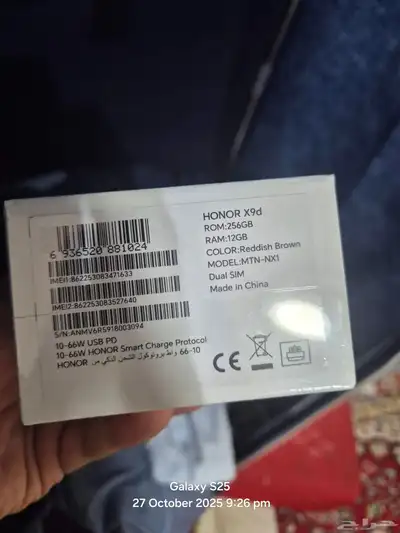 HONOR X9d
ROM:256GB
RAM:12GB
COLOR:Reddish Brown
MODEL:MTN-NX1
Dual SIM
Made in China
6 936520 881024
IMEI1:862253083471633
IMEI2:862253083527640
S/N:ANMV6R5918003094
10-66W USB PD
10-66W HONOR Smart Charge Protocol
66-10 واط بروتوكول الشحن الذكي من HONOR
CE
Galaxy S25
27 October 2025 9:26 pm
حراج